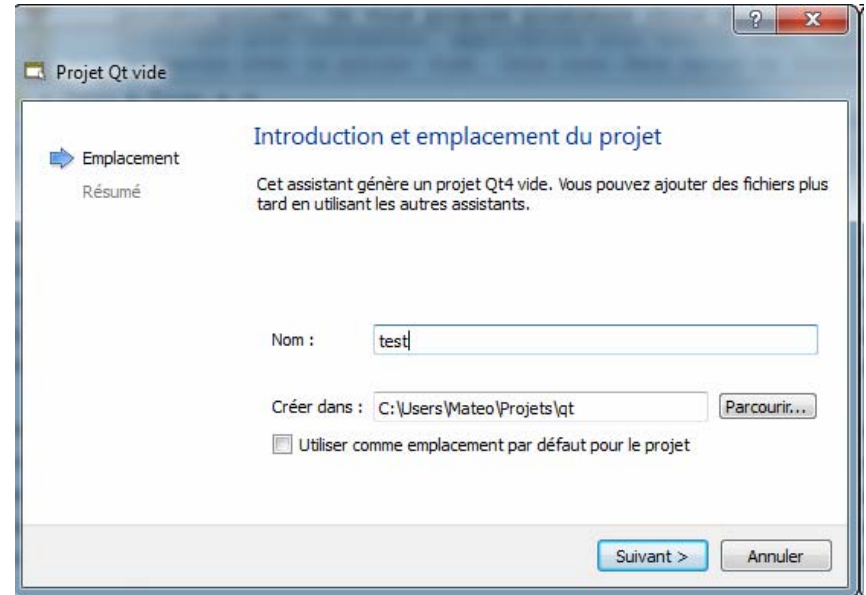 Projet Qt vide
Emplacement
Résumé
Introduction et emplacement du projet
Cet assistant génère un projet Qt4 vide. Vous pouvez ajouter des fichiers plus
tard en utilisant les autres assistants.
Nom : test
Créer dans : C:\Users\Mateo\Projets\qt Parcourir...
Utiliser comme emplacement par défaut pour le projet
Suivant > Annuler